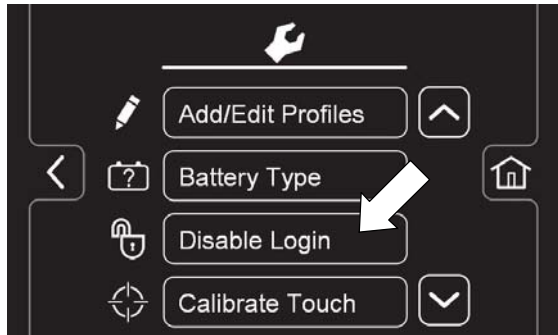 Add/Edit Profiles
Battery Type
Disable Login
Calibrate Touch